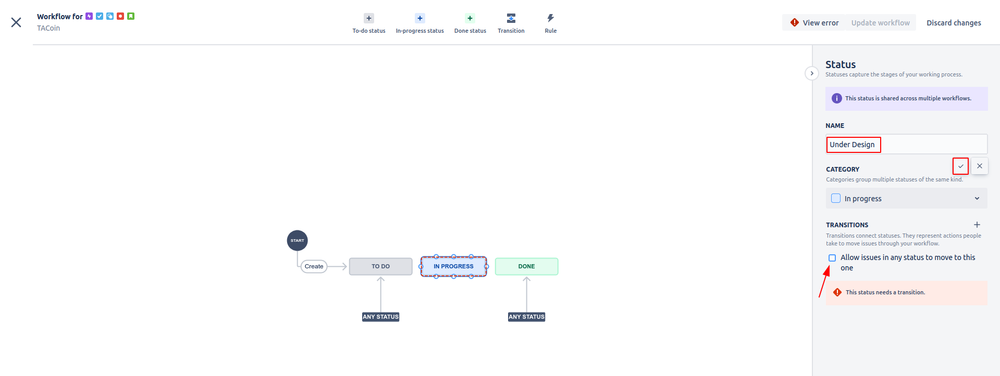 Workflow for
TACoin
To-do status
In-progress status
Done status
Transition
Rule
View error
Update workflow
Discard changes
Status
Statuses capture the stages of your working process.
This status is shared across multiple workflows.
NAME
Under Design
CATEGORY
Categories group multiple statuses of the same kind.
In progress
TRANSITIONS
Transitions connect statuses. They represent actions people
take to move issues through your workflow.
Allow issues in any status to move to this
one
This status needs a transition.
START
Create
TO DO
IN PROGRESS
DONE
ANY STATUS
ANY STATUS